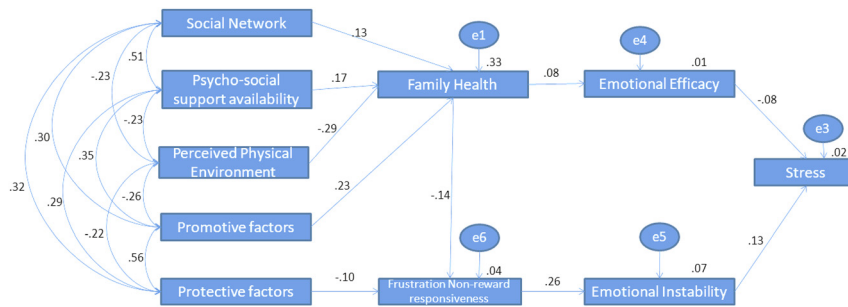 Social Network
.13
e1
e4
.33
.01
.51
-.23
Psycho-social
support availability
.17
Family Health
.08
Emotional Efficacy
-.08
e3
-.23
-.29
.02
.30
.35
Perceived Physical
Environment
Stress
.32
.29
-.26
.23
-.14
-.22
Promotive factors
e6
e5
.13
.56
.04
.07
Protective factors
-.10
Frustration Non-reward
responsiveness
.26
Emotional Instability